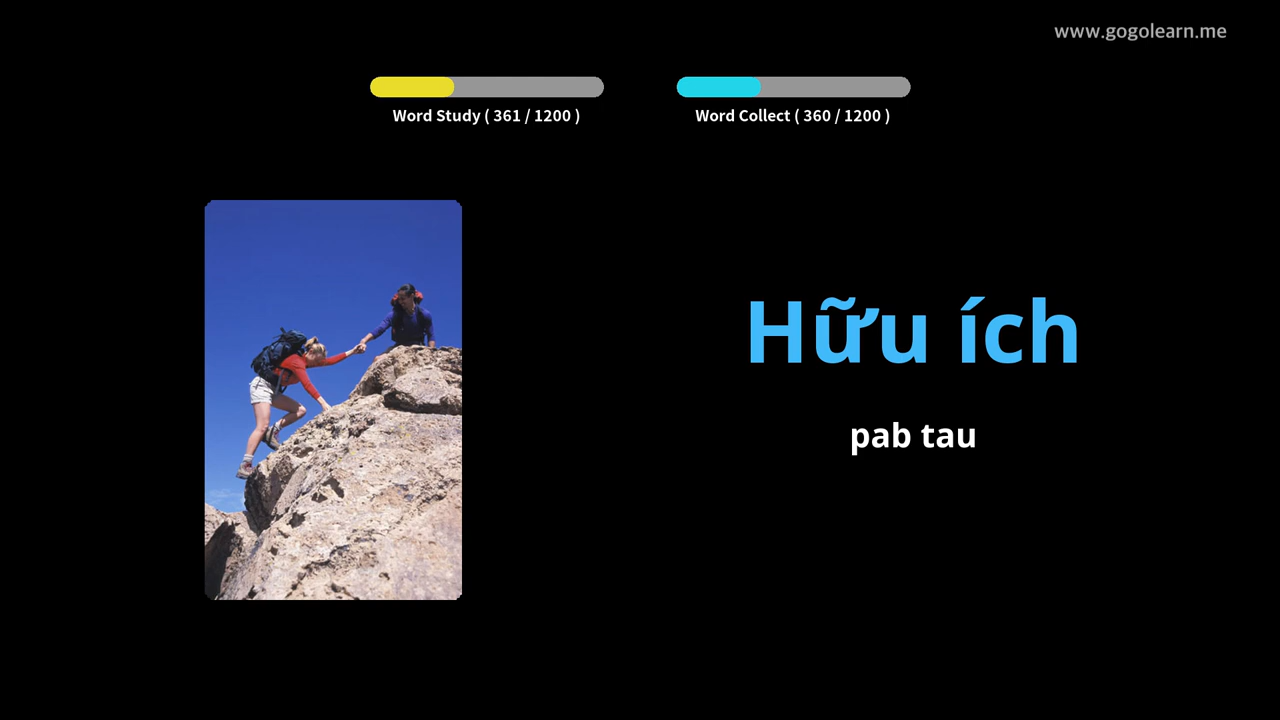 www.gogolearn.me
Word Study ( 361 / 1200 )
Word Collect ( 360 / 1200 )
Hữu ích
pab tau